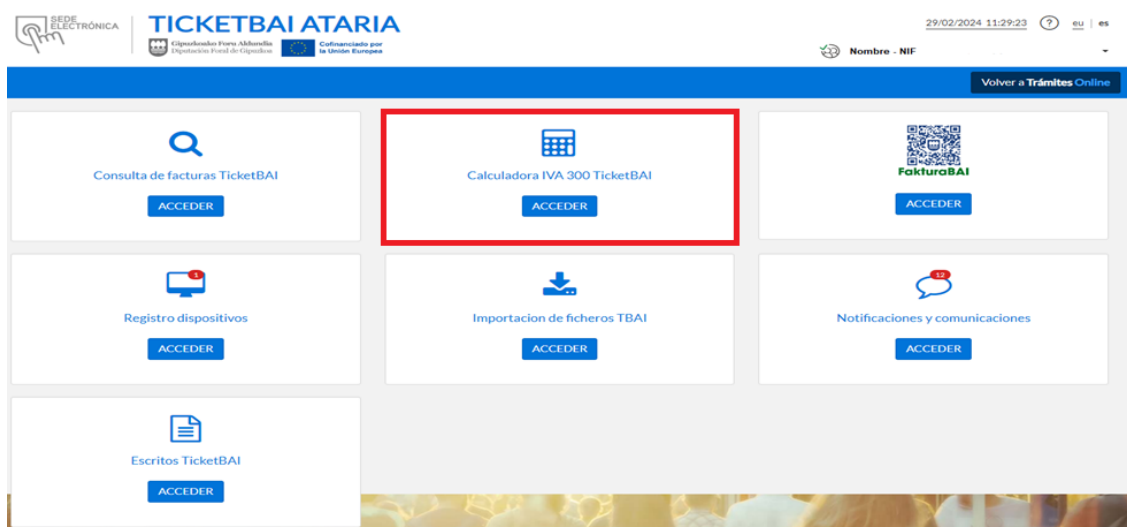 SEDE
ELECTRÓNICA
TICKETBAI ATARIA
Gipuzkoako Foru Aldundia
Diputación Foral de Gipuzkoa
Cofinanciado por
la Unión Europea
29/02/2024 11:29:23 ? eu | es
Nombre - NIF
Volver a Trámites Online
Consulta de facturas TicketBAI
ACCEDER
Calculadora IVA 300 TicketBAI
ACCEDER
FakturaBAI
ACCEDER
1
Registro dispositivos
ACCEDER
Importacion de ficheros TBAI
ACCEDER
12
Notificaciones y comunicaciones
ACCEDER
Escritos TicketBAI
ACCEDER